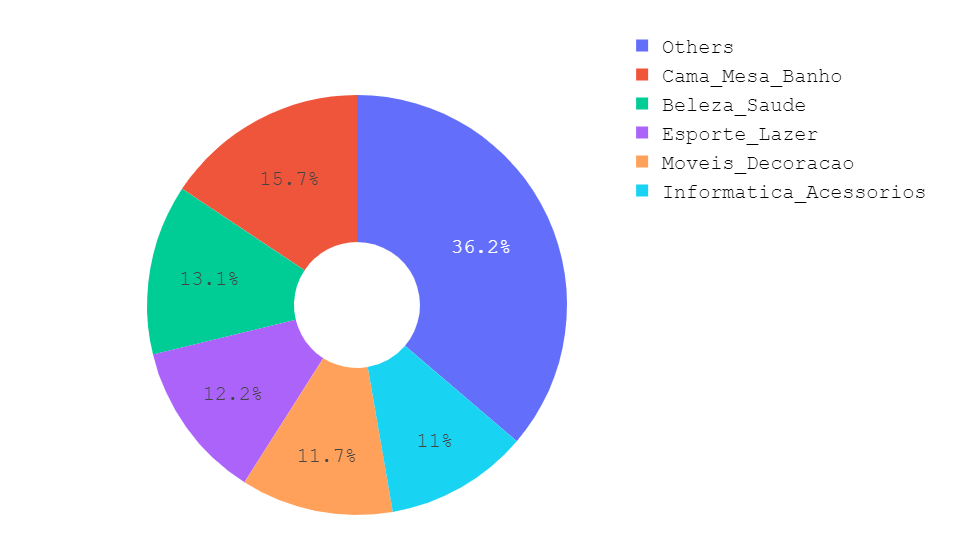 Others
Cama_Mesa_Banho
Beleza_Saude
Esporte_Lazer
Moveis_Decoracao
Informatica_Acessorios
15.7%
36.2%
13.1%
12.2%
11%
11.7%